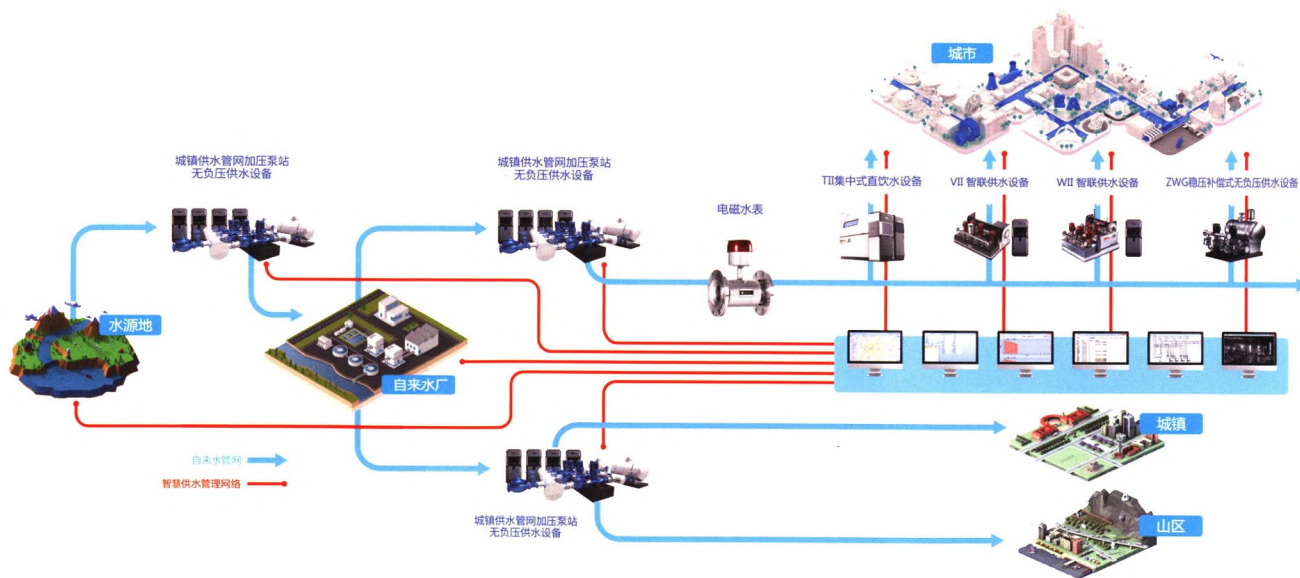 城市
城镇供水管网加压泵站
无负压供水设备
城镇供水管网加压泵站
无负压供水设备
TII集中式直饮水设备
VII 智联供水设备
WII 智联供水设备
ZWG稳压补偿式无负压供水设备
电磁水表
水源地
自来水厂
城镇
自来水管网
智慧供水管理网络
城镇供水管网加压泵站
无负压供水设备
山区